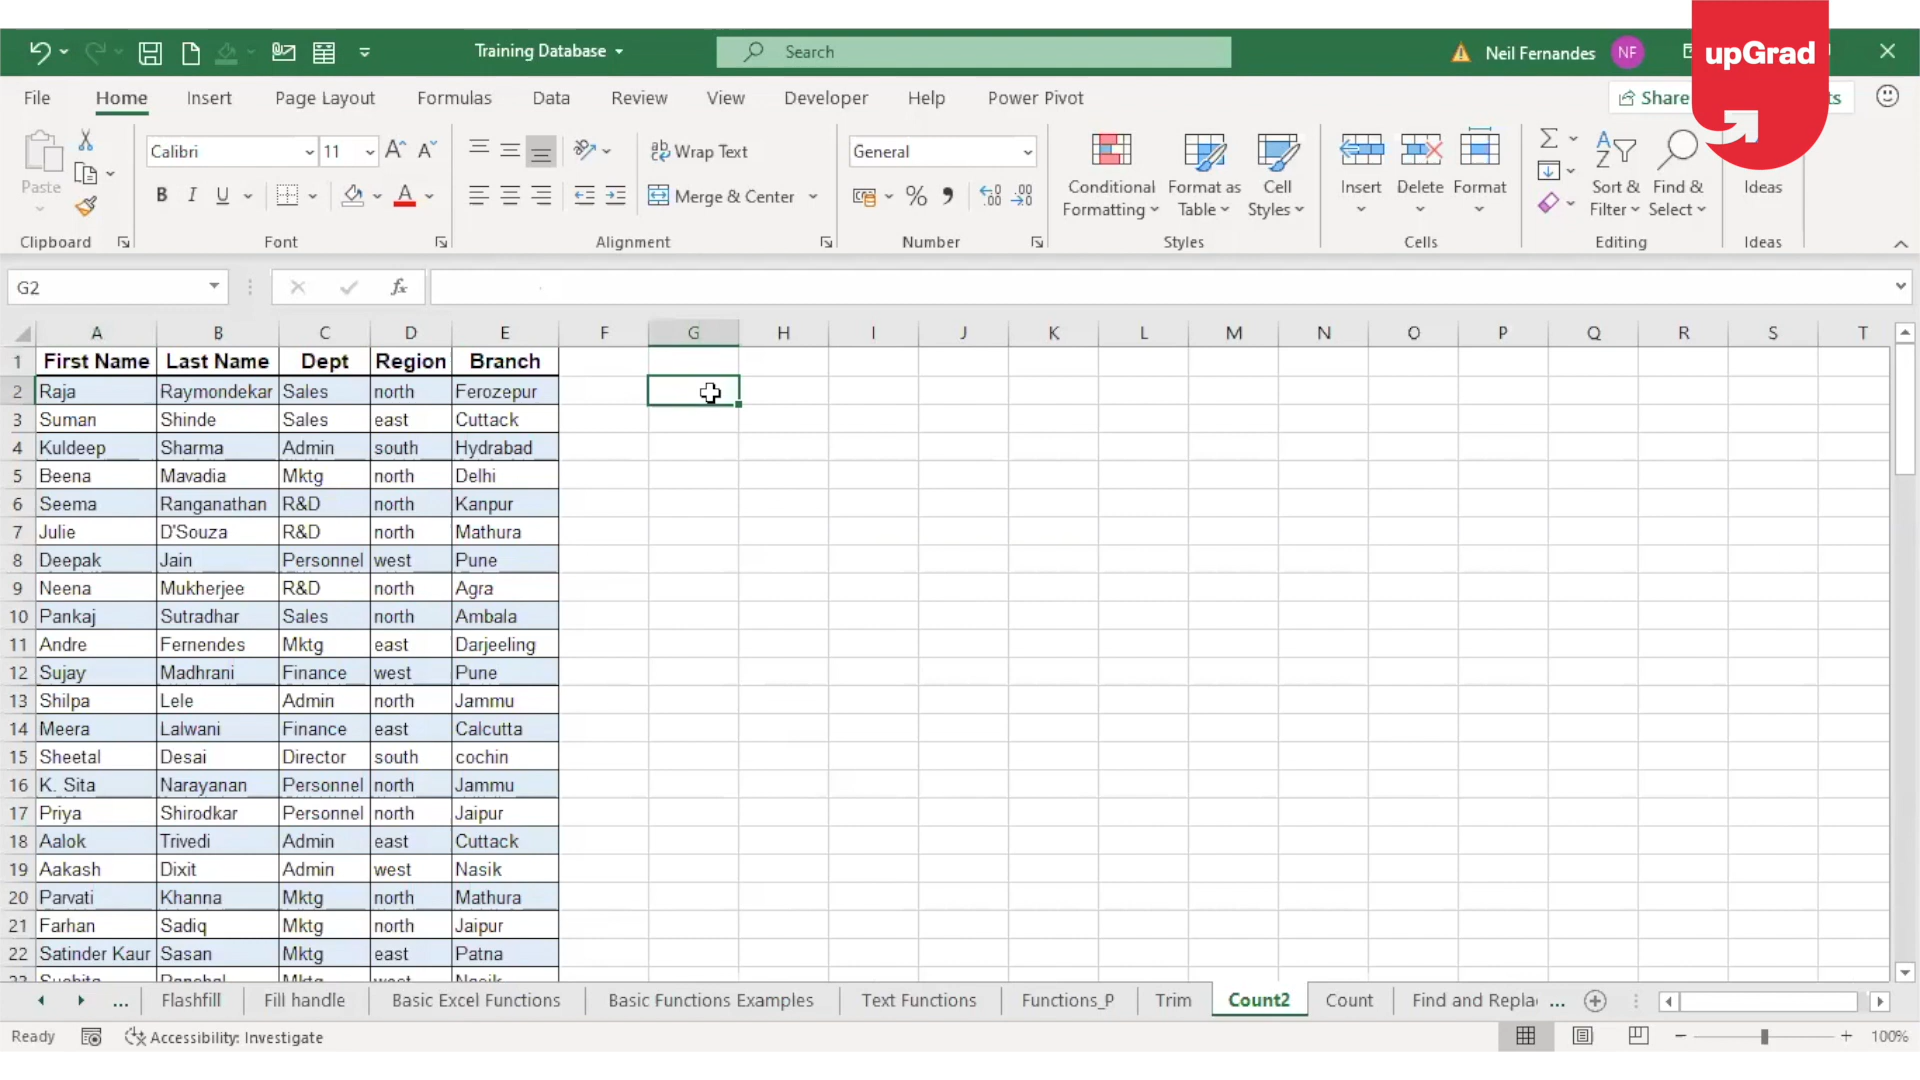 Training Database
Search
Neil Fernandes
NF
upGrad
File Home Insert Page Layout Formulas Data Review View Developer Help Power Pivot
Share
Paste
Calibri 11
B I U
ab Wrap Text
Merge & Center
General
Conditional Formatting
Format as Table
Cell Styles
Insert
Delete
Format
Sort & Filter
Find & Select
Ideas
Clipboard Font Alignment Number Styles Cells Editing Ideas
G2
fx
A B C D E F G H I J K L M N O P Q R S T
1 First Name Last Name Dept Region Branch
2 Raja Raymondekar Sales north Ferozepur
3 Suman Shinde Sales east Cuttack
4 Kuldeep Sharma Admin south Hydrabad
5 Beena Mavadia Mktg north Delhi
6 Seema Ranganathan R&D north Kanpur
7 Julie D'Souza R&D north Mathura
8 Deepak Jain Personnel west Pune
9 Neena Mukherjee R&D north Agra
10 Pankaj Sutradhar Sales north Ambala
11 Andre Fernendes Mktg east Darjeeling
12 Sujay Madhrani Finance west Pune
13 Shilpa Lele Admin north Jammu
14 Meera Lalwani Finance east Calcutta
15 Sheetal Desai Director south cochin
16 K. Sita Narayanan Personnel north Jammu
17 Priya Shirodkar Personnel north Jaipur
18 Aalok Trivedi Admin east Cuttack
19 Aakash Dixit Admin west Nasik
20 Parvati Khanna Mktg north Mathura
21 Farhan Sadiq Mktg north Jaipur
22 Satinder Kaur Sasan Mktg east Patna
... Flashfill Fill handle Basic Excel Functions Basic Functions Examples Text Functions Functions_P Trim Count2 Count Find and Repla ...
Ready Accessibility: Investigate 100%